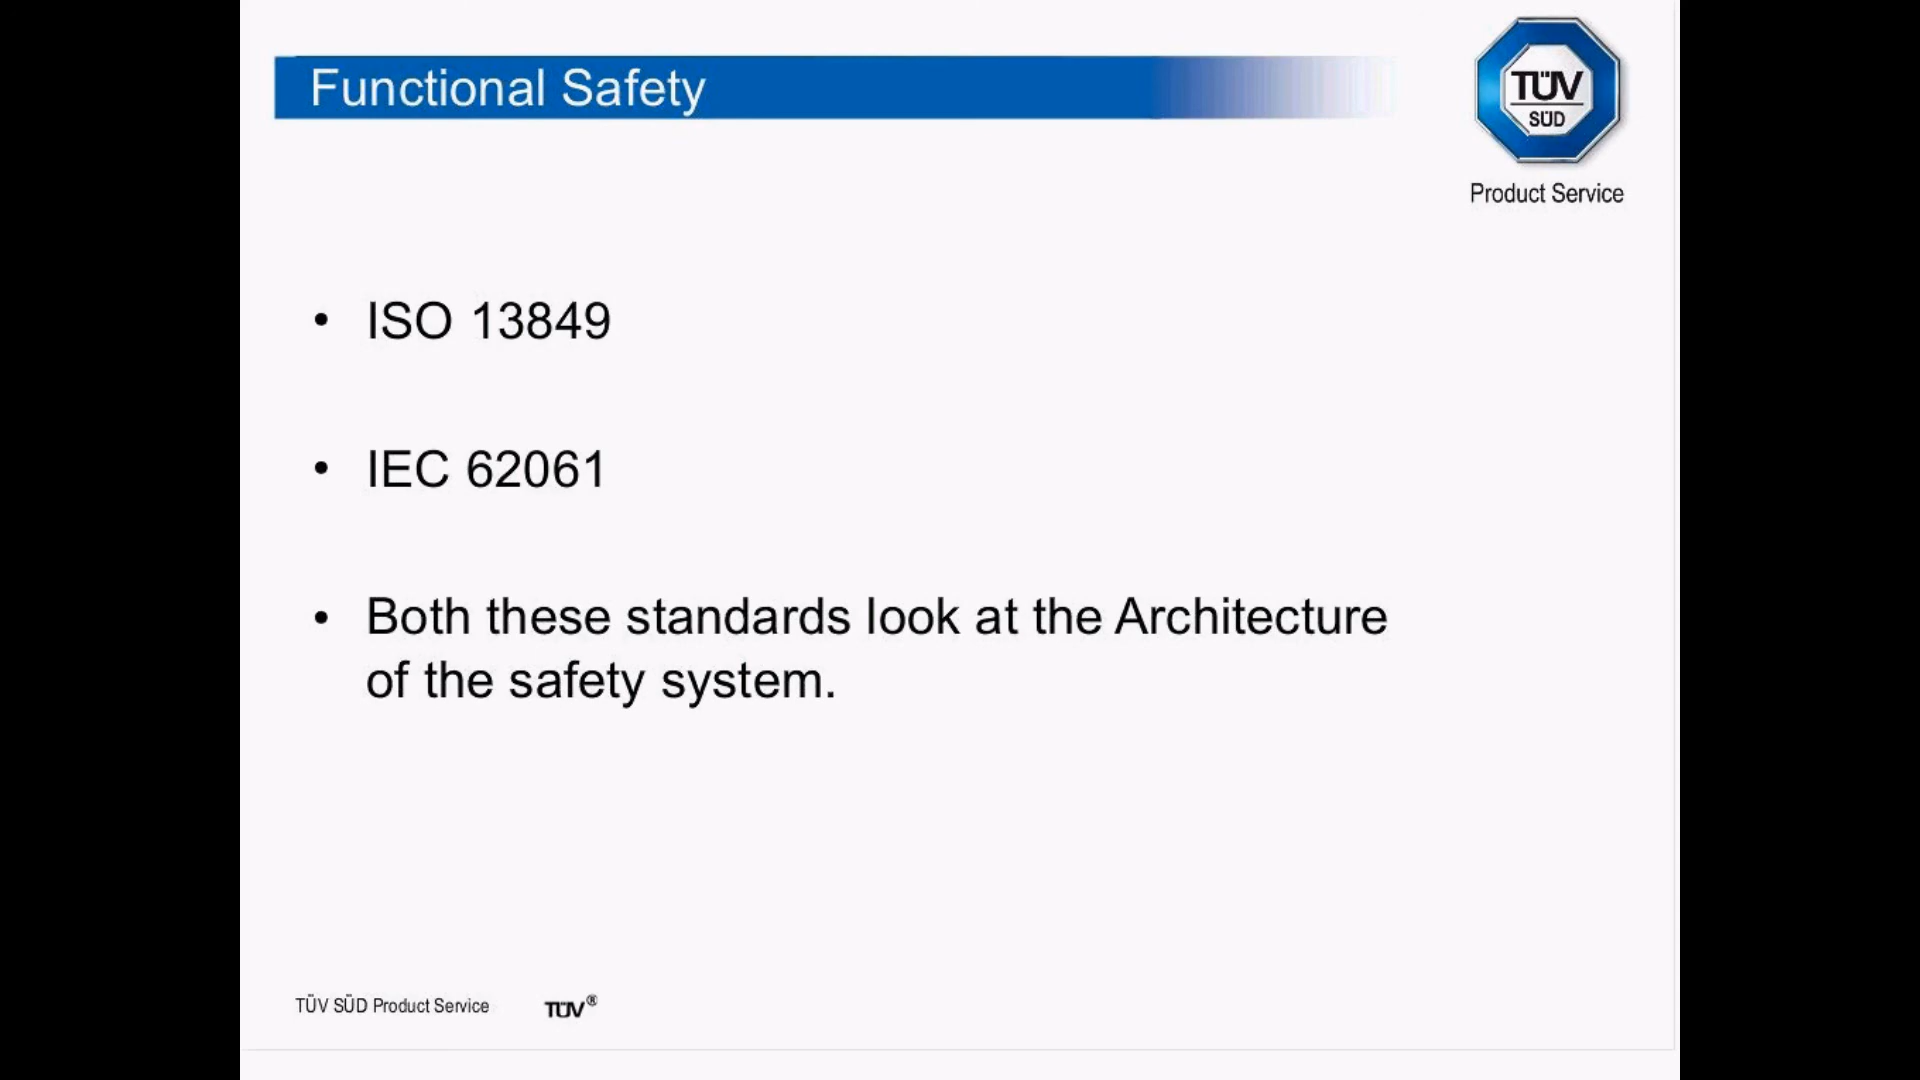 Functional Safety
TÜV
SÜD
Product Service
• ISO 13849
• IEC 62061
• Both these standards look at the Architecture
of the safety system.
TÜV SÜD Product Service TÜV®